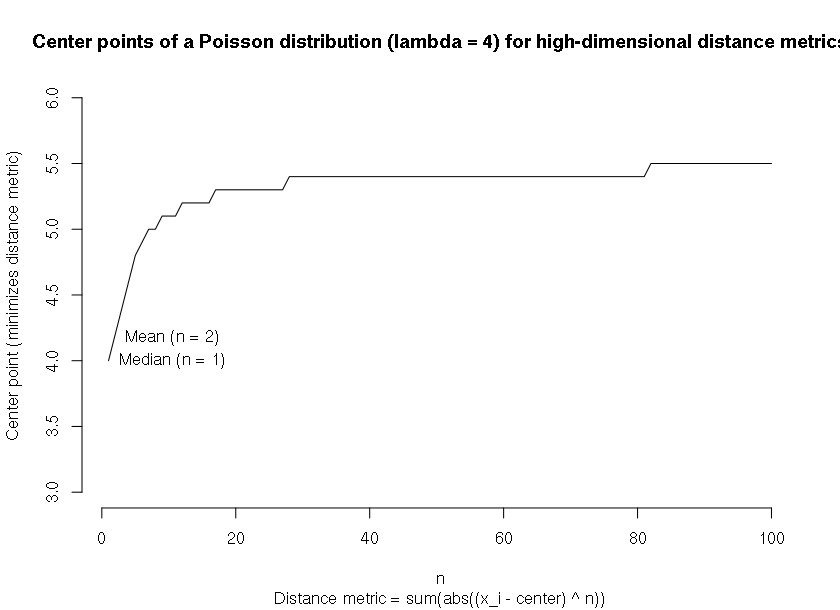 Center points of a Poisson distribution (lambda = 4) for high-dimensional distance metrics
Center point (minimizes distance metric)
6.0
5.5
5.0
4.5
4.0
3.5
3.0
Mean (n = 2)
Median (n = 1)
0 20 40 60 80 100
n
Distance metric = sum(abs((x_i - center) ^ n))